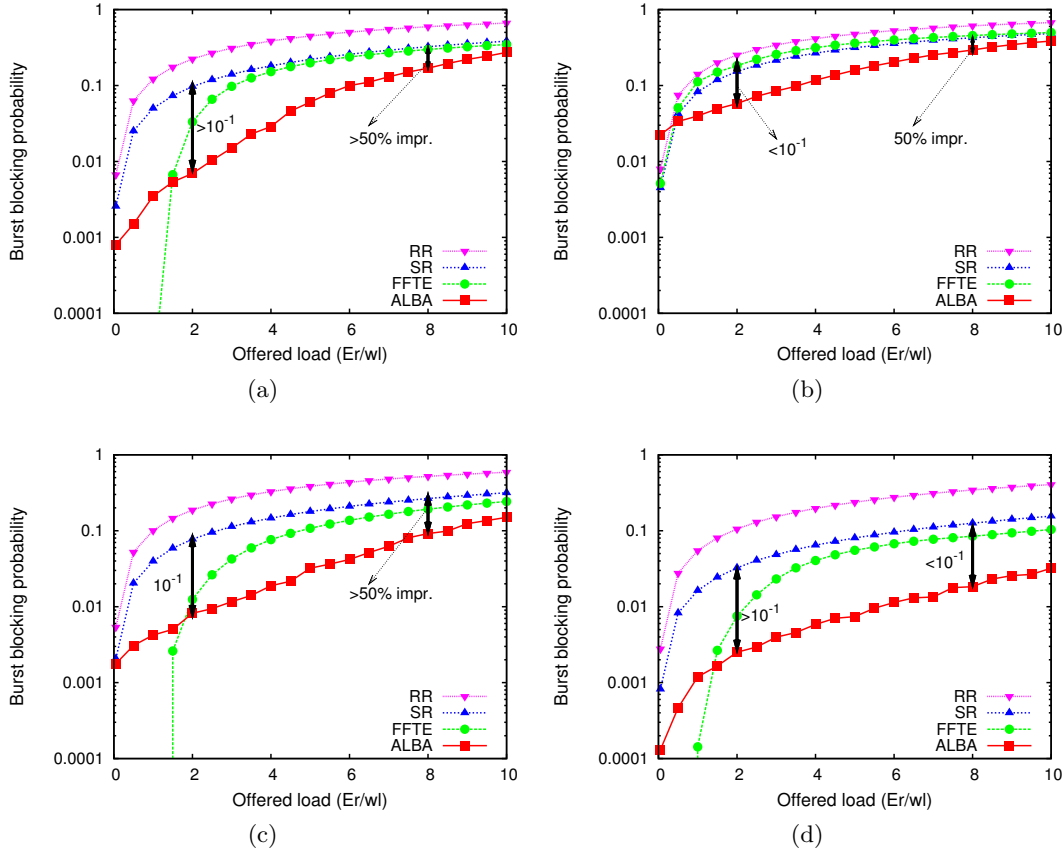 1
0.1
0.01
0.001
0.0001
0 2 4 6 8 10
Burst blocking probability
Offered load (Er/wl)
>10-1
>50% impr.
RR
SR
FFTE
ALBA
(a)
1
0.1
0.01
0.001
0.0001
0 2 4 6 8 10
Burst blocking probability
Offered load (Er/wl)
<10-1
50% impr.
RR
SR
FFTE
ALBA
(b)
1
0.1
0.01
0.001
0.0001
0 2 4 6 8 10
Burst blocking probability
Offered load (Er/wl)
10-1
>50% impr.
RR
SR
FFTE
ALBA
(c)
1
0.1
0.01
0.001
0.0001
0 2 4 6 8 10
Burst blocking probability
Offered load (Er/wl)
>10-1
<10-1
RR
SR
FFTE
ALBA
(d)